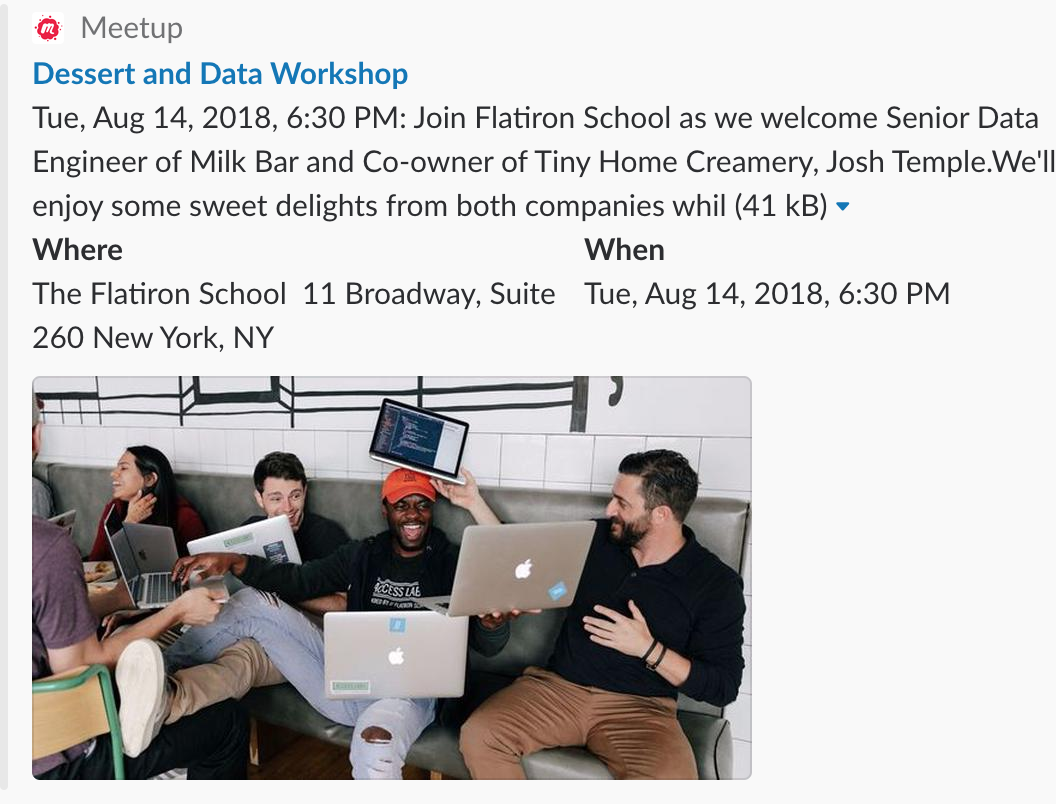 Meetup
Dessert and Data Workshop
Tue, Aug 14, 2018, 6:30 PM: Join Flatiron School as we welcome Senior Data
Engineer of Milk Bar and Co-owner of Tiny Home Creamery, Josh Temple.We'll
enjoy some sweet delights from both companies whil (41 kB)
Where
When
The Flatiron School 11 Broadway, Suite
260 New York, NY
Tue, Aug 14, 2018, 6:30 PM
ACCESS LAB